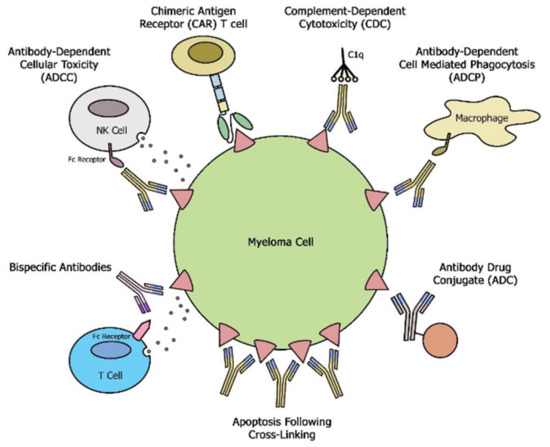 Chimeric Antigen
Receptor (CAR) T cell
Complement-Dependent
Cytotoxicity (CDC)
C1q
Antibody-Dependent
Cellular Toxicity
(ADCC)
NK Cell
Fc Receptor
Antibody-Dependent
Cell Mediated Phagocytosis
(ADCP)
Macrophage
Myeloma Cell
Bispecific Antibodies
Fc Receptor
T Cell
Antibody Drug
Conjugate (ADC)
Apoptosis Following
Cross-Linking